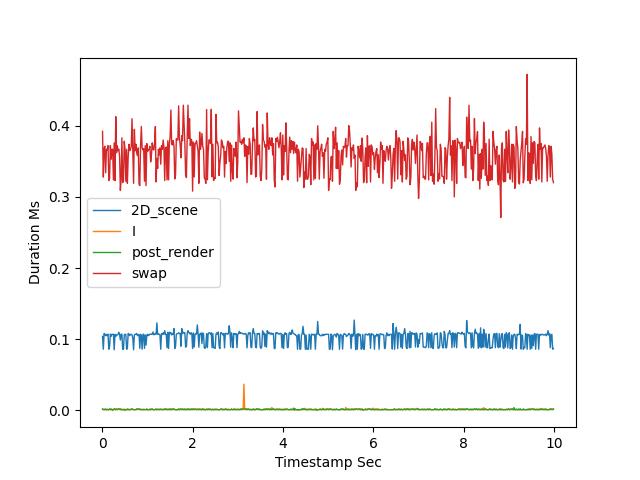 0.4
0.3
0.2
0.1
0.0
Duration Ms
2D_scene
I
post_render
swap
0
2
4
6
8
10
Timestamp Sec